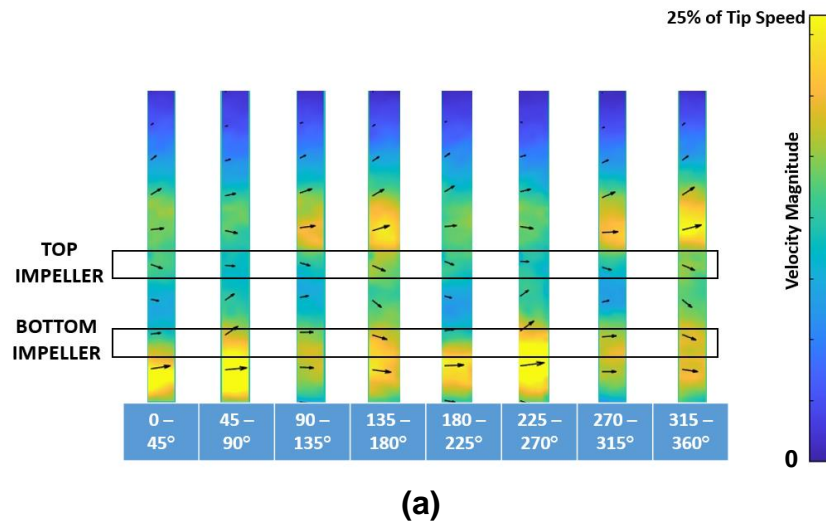 25% of Tip Speed
Velocity Magnitude
0
TOP
IMPELLER
BOTTOM
IMPELLER
0 –
45°
45 –
90°
90 –
135°
135 –
180°
180 –
225°
225 –
270°
270 –
315°
315 –
360°
(a)